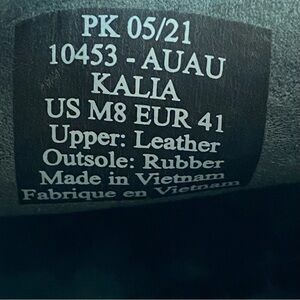 PK 05/21
10453 - AUAU
KALIA
US M8 EUR 41
Upper: Leather
Outsole: Rubber
Made in Vietnam
Fabrique en Vietnam